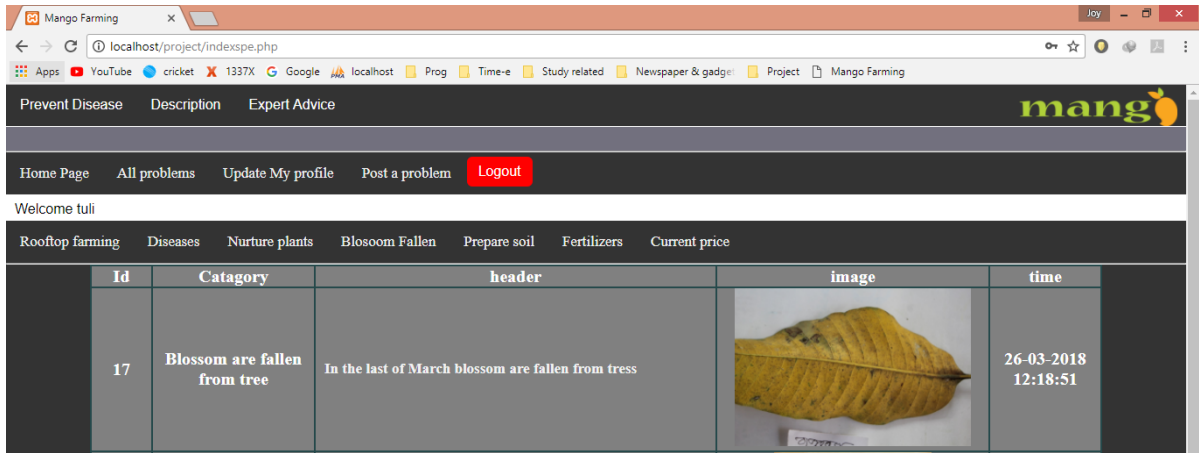 Mango Farming
Joy
localhost/project/indexspe.php
Apps YouTube cricket 1337X Google localhost Prog Time-e Study related Newspaper & gadge Project Mango Farming
Prevent Disease Description Expert Advice
mango
Home Page All problems Update My profile Post a problem Logout
Welcome tuli
Rooftop farming Diseases Nurture plants Blosoom Fallen Prepare soil Fertilizers Current price
Id Catagory header image time
17 Blossom are fallen from tree In the last of March blossom are fallen from tress 26-03-2018 12:18:51